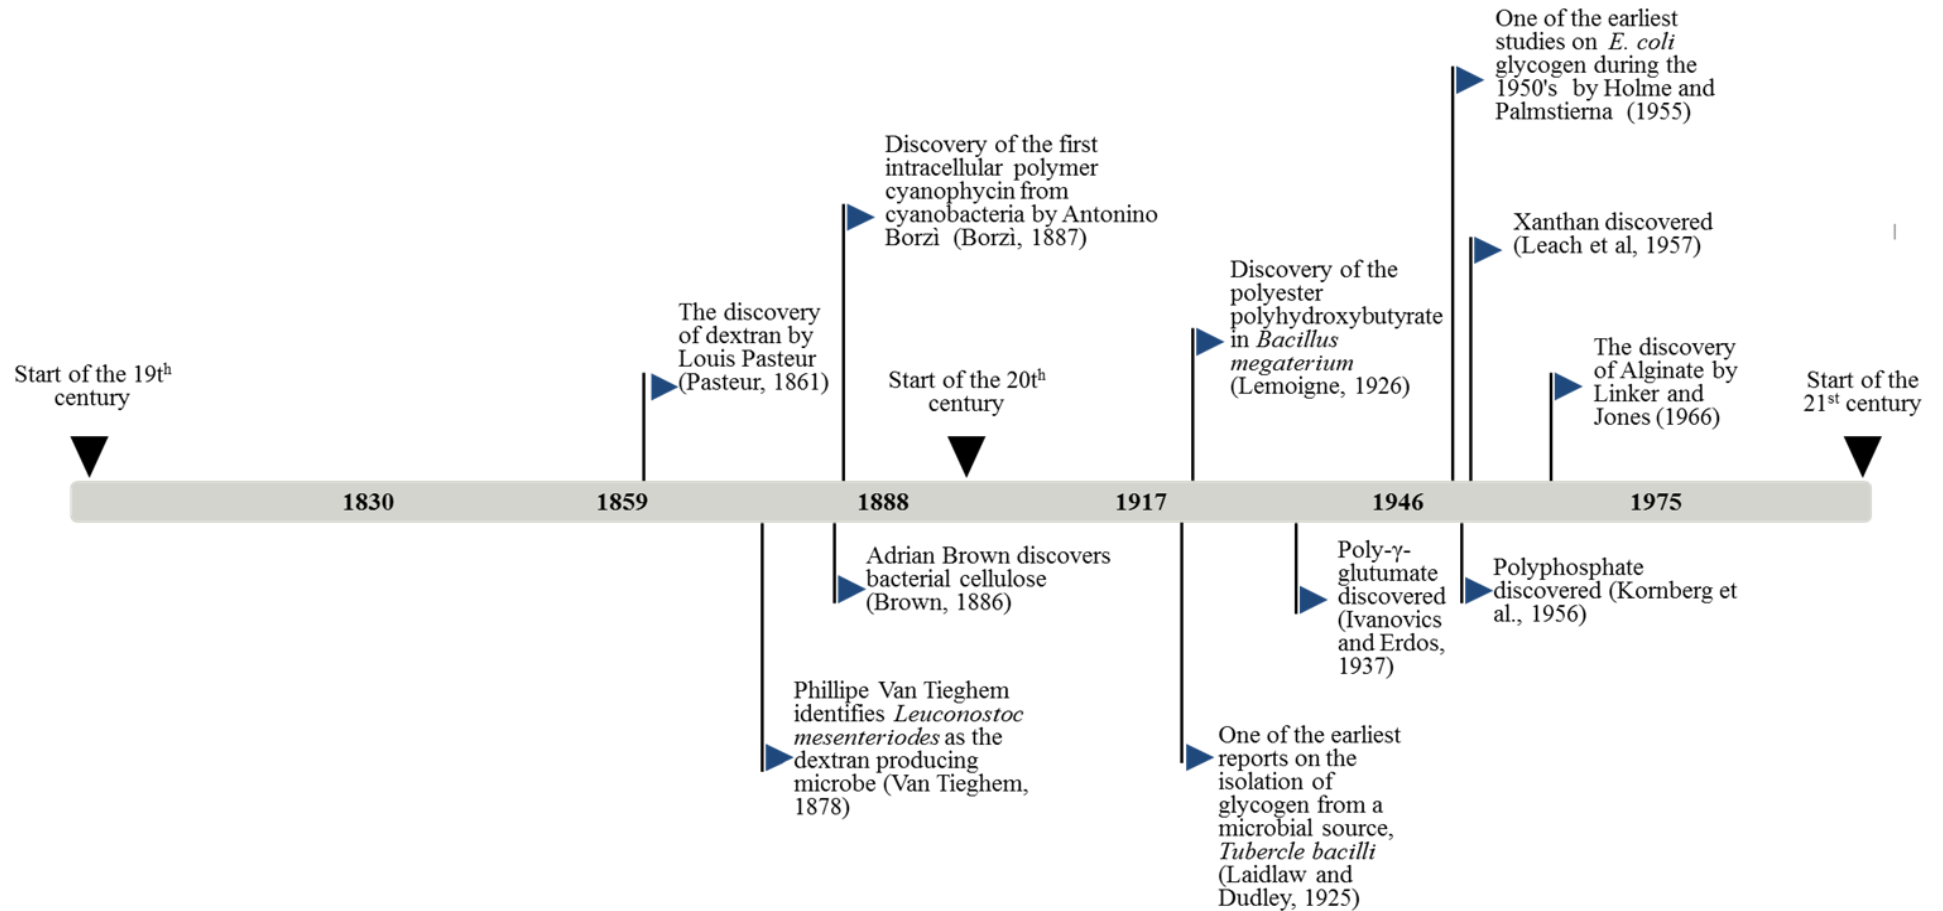 One of the earliest
studies on E. coli
glycogen during the
1950's by Holme and
Palmstierna (1955)
Discovery of the first
intracellular polymer
cyanophycin from
cyanobacteria by Antonino
Borzì (Borzì, 1887)
Xanthan discovered
(Leach et al, 1957)
Discovery of the
polyester
polyhydroxybutyrate
in Bacillus
megaterium
(Lemoigne, 1926)
The discovery
of dextran by
Louis Pasteur
(Pasteur, 1861)
The discovery
of Alginate by
Linker and
Jones (1966)
Start of the 19th
century
Start of the 20th
century
Start of the
21st century
1830 1859 1888 1917 1946 1975
Adrian Brown discovers
bacterial cellulose
(Brown, 1886)
Poly-γ-
glutumate
discovered
(Ivanovics
and Erdos,
1937)
Polyphosphate
discovered (Kornberg et
al., 1956)
Phillipe Van Tieghem
identifies Leuconostoc
mesenteriodes as the
dextran producing
microbe (Van Tieghem,
1878)
One of the earliest
reports on the
isolation of
glycogen from a
microbial source,
Tubercle bacilli
(Laidlaw and
Dudley, 1925)